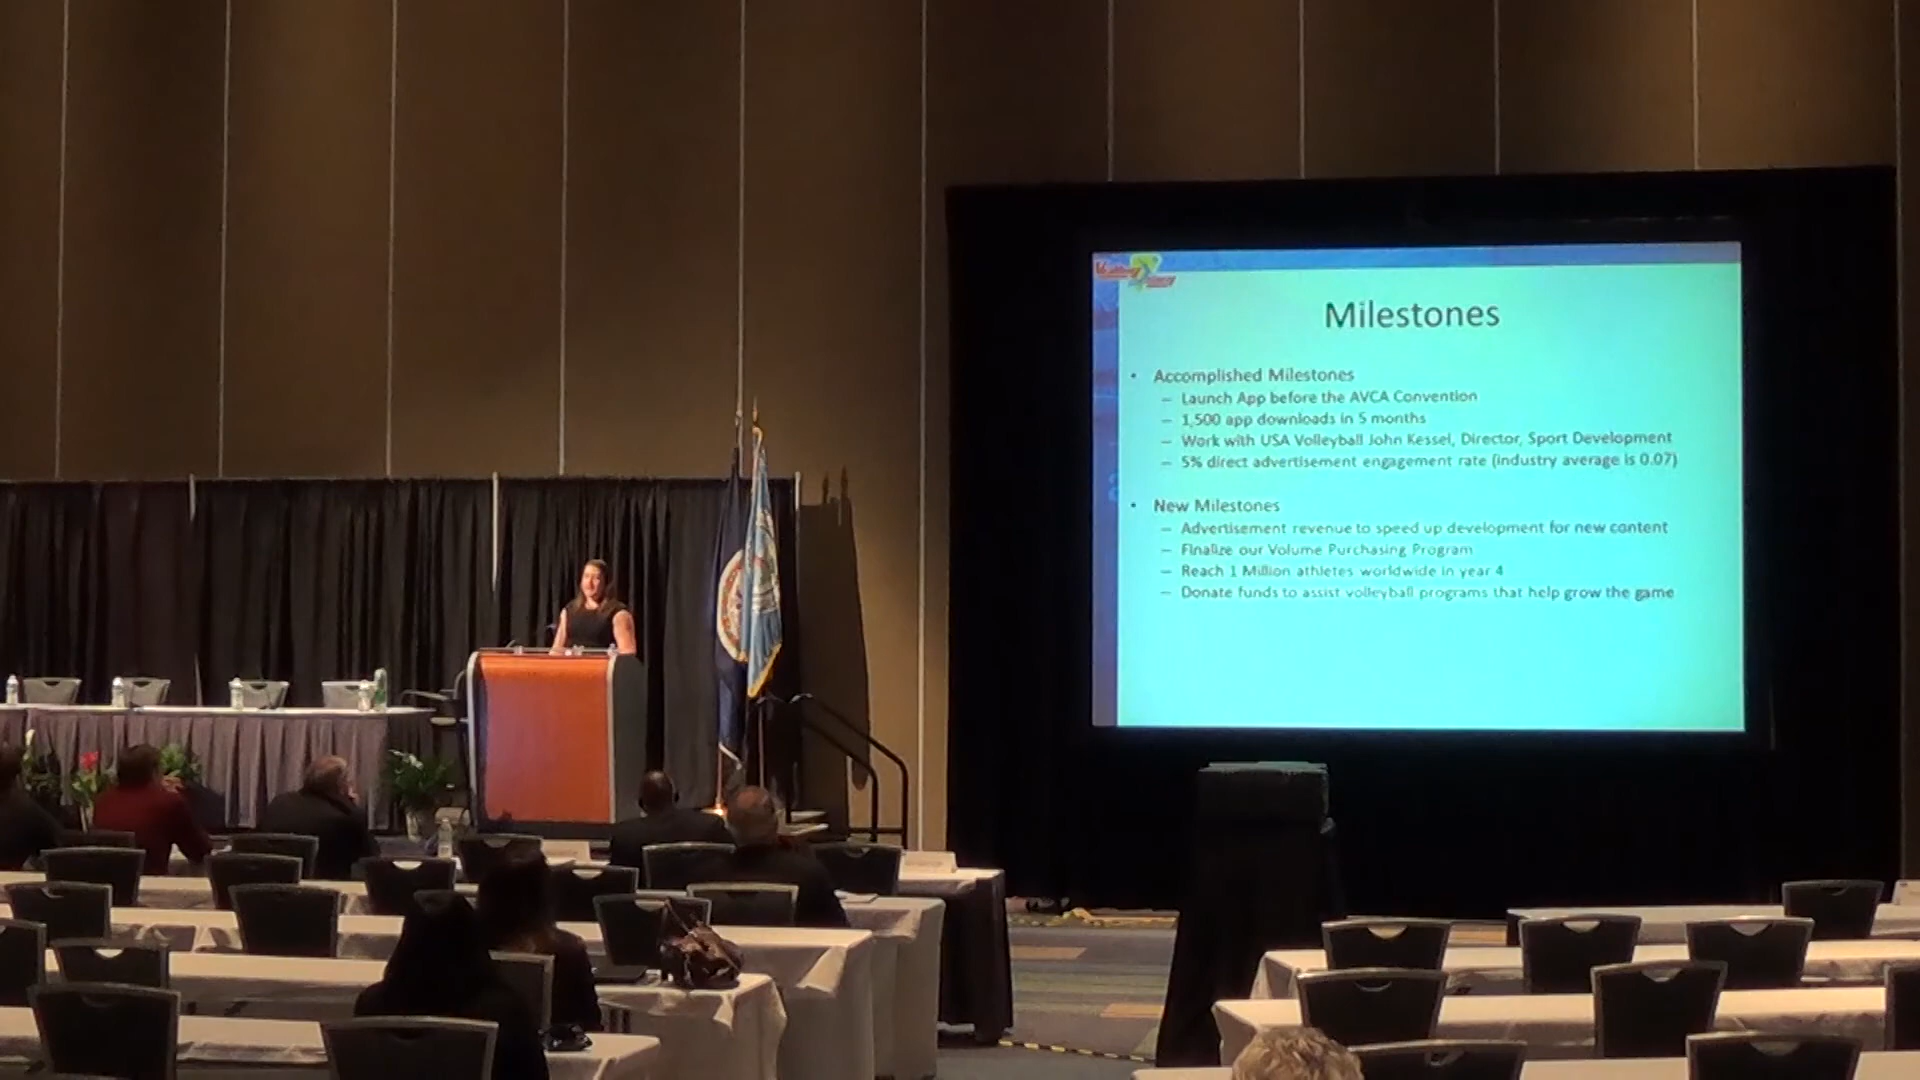 Milestones
• Accomplished Milestones
– Launch App before the AVCA Convention
– 1,500 app downloads in 5 months
– Work with USA Volleyball John Kessel, Director, Sport Development
– 5% direct advertisement engagement rate (industry average is 0.07)
• New Milestones
– Advertisement revenue to speed up development for new content
– Finalize our Volume Purchasing Program
– Reach 1 Million athletes worldwide in year 4
– Donate funds to assist volleyball programs that help grow the game